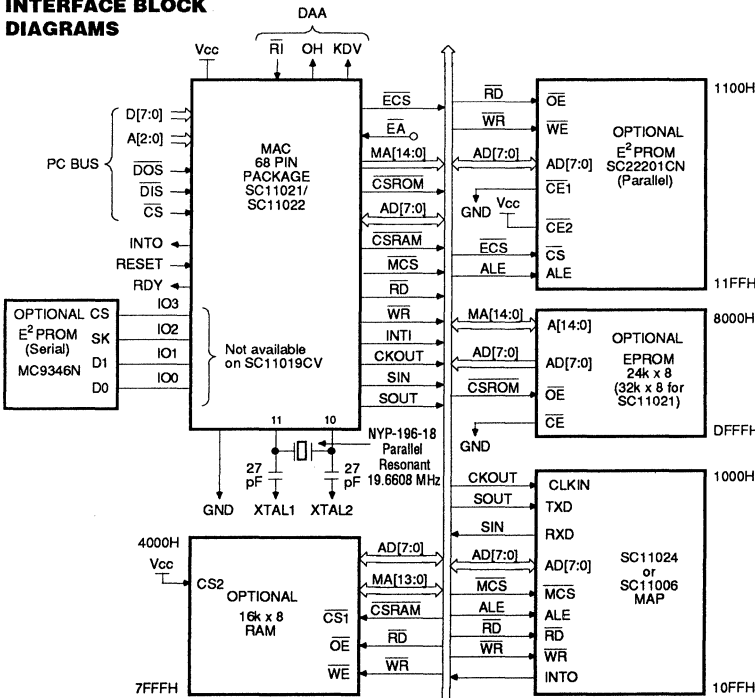 INTERFACE BLOCK
DIAGRAMS
DAA
Vcc
RI OH KDV
PC BUS
D[7:0]
A[2:0]
DOS
DIS
CS
INTO
RESET
RDY
MAC
68 PIN
PACKAGE
SC11021/
SC11022
Not available
on SC11019CV
ECS
EA
MA[14:0]
CSROM
AD[7:0]
CSRAM
MCS
RD
WR
INTI
CKOUT
SIN
SOUT
OPTIONAL
E2 PROM
(Serial)
MC9346N
CS
SK
D1
D0
IO3
IO2
IO1
IO0
11
10
27
pF
27
pF
NYP-196-18
Parallel
Resonant
19.6608 MHz
GND
XTAL1
XTAL2
4000H
Vcc
CS2
OPTIONAL
16k x 8
RAM
CS1
OE
WE
7FFFH
AD[7:0]
MA[13:0]
CSRAM
RD
WR
1100H
RD
WR
AD[7:0]
GND
Vcc
ECS
ALE
OE
WE
AD[7:0]
CE1
CE2
CS
ALE
OPTIONAL
E2 PROM
SC22201CN
(Parallel)
11FFH
8000H
MA[14:0]
AD[7:0]
CSROM
GND
A[14:0]
AD[7:0]
OE
CE
OPTIONAL
EPROM
24k x 8
(32k x 8 for
SC11021)
DFFFH
1000H
CKOUT
SOUT
SIN
AD[7:0]
MCS
ALE
RD
WR
CLKIN
TXD
RXD
AD[7:0]
MCS
ALE
RD
WR
INTO
SC11024
or
SC11006
MAP
10FFH